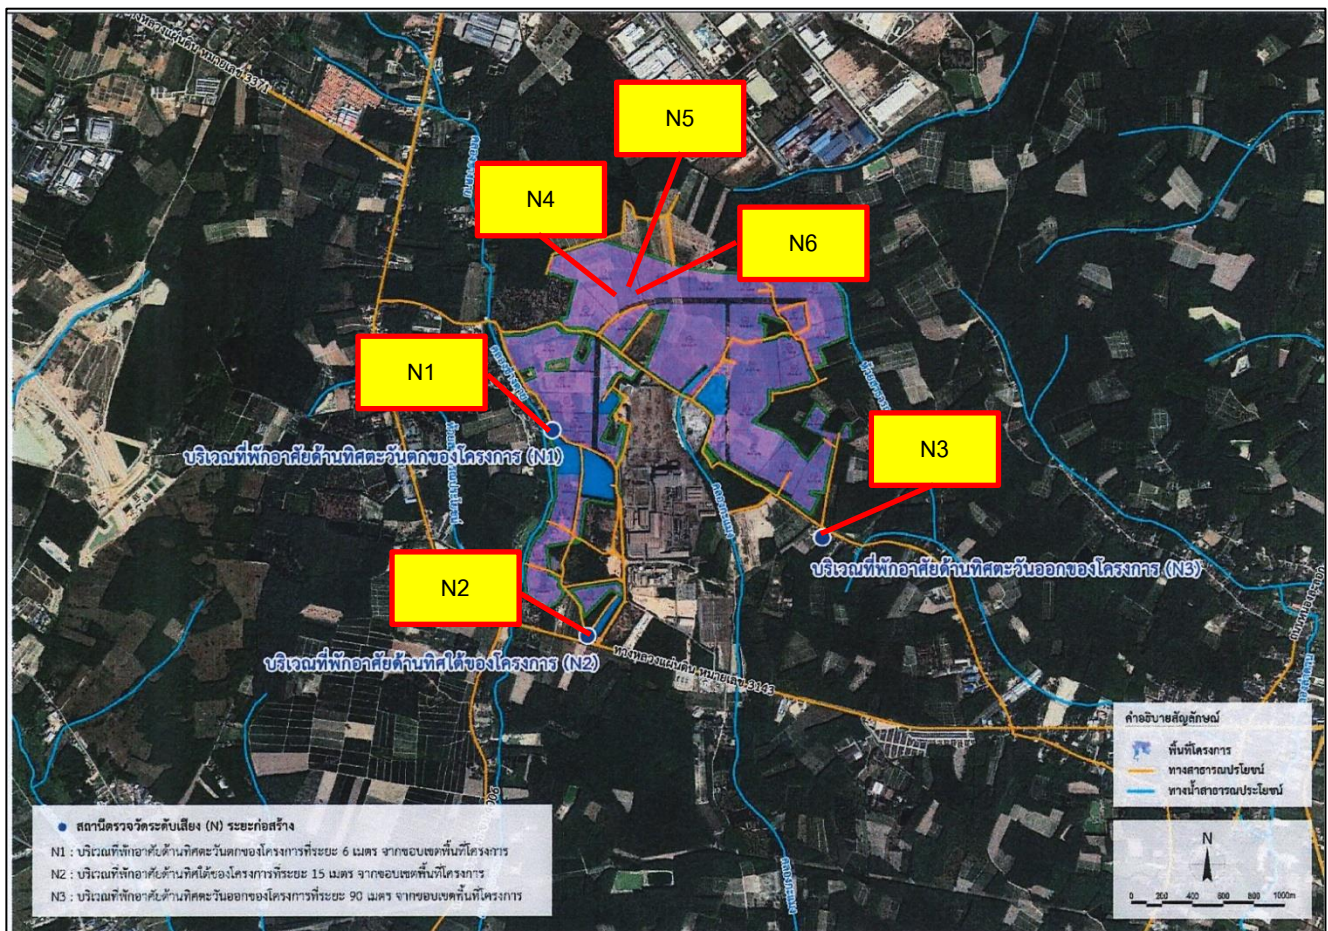 ทางหลวงแผ่นดิน หมายเลข 3371
N5
N4
N6
N1
บริเวณที่พักอาศัยด้านทิศตะวันตกของโครงการ (N1)
N3
บริเวณที่พักอาศัยด้านทิศตะวันออกของโครงการ (N3)
N2
บริเวณที่พักอาศัยด้านทิศใต้ของโครงการ (N2)
ทางหลวงแผ่นดิน หมายเลข 3143
คำอธิบายสัญลักษณ์
พื้นที่โครงการ
ทางสาธารณประโยชน์
ทางน้ำสาธารณประโยชน์
สถานีตรวจวัดระดับเสียง (N) ระยะก่อสร้าง
N1 : บริเวณที่พักอาศัยด้านทิศตะวันตกของโครงการที่ระยะ 6 เมตร จากขอบเขตพื้นที่โครงการ
N2 : บริเวณที่พักอาศัยด้านทิศใต้ของโครงการที่ระยะ 15 เมตร จากขอบเขตพื้นที่โครงการ
N3 : บริเวณที่พักอาศัยด้านทิศตะวันออกของโครงการที่ระยะ 90 เมตร จากขอบเขตพื้นที่โครงการ
N
0 200 400 600 800 1000m